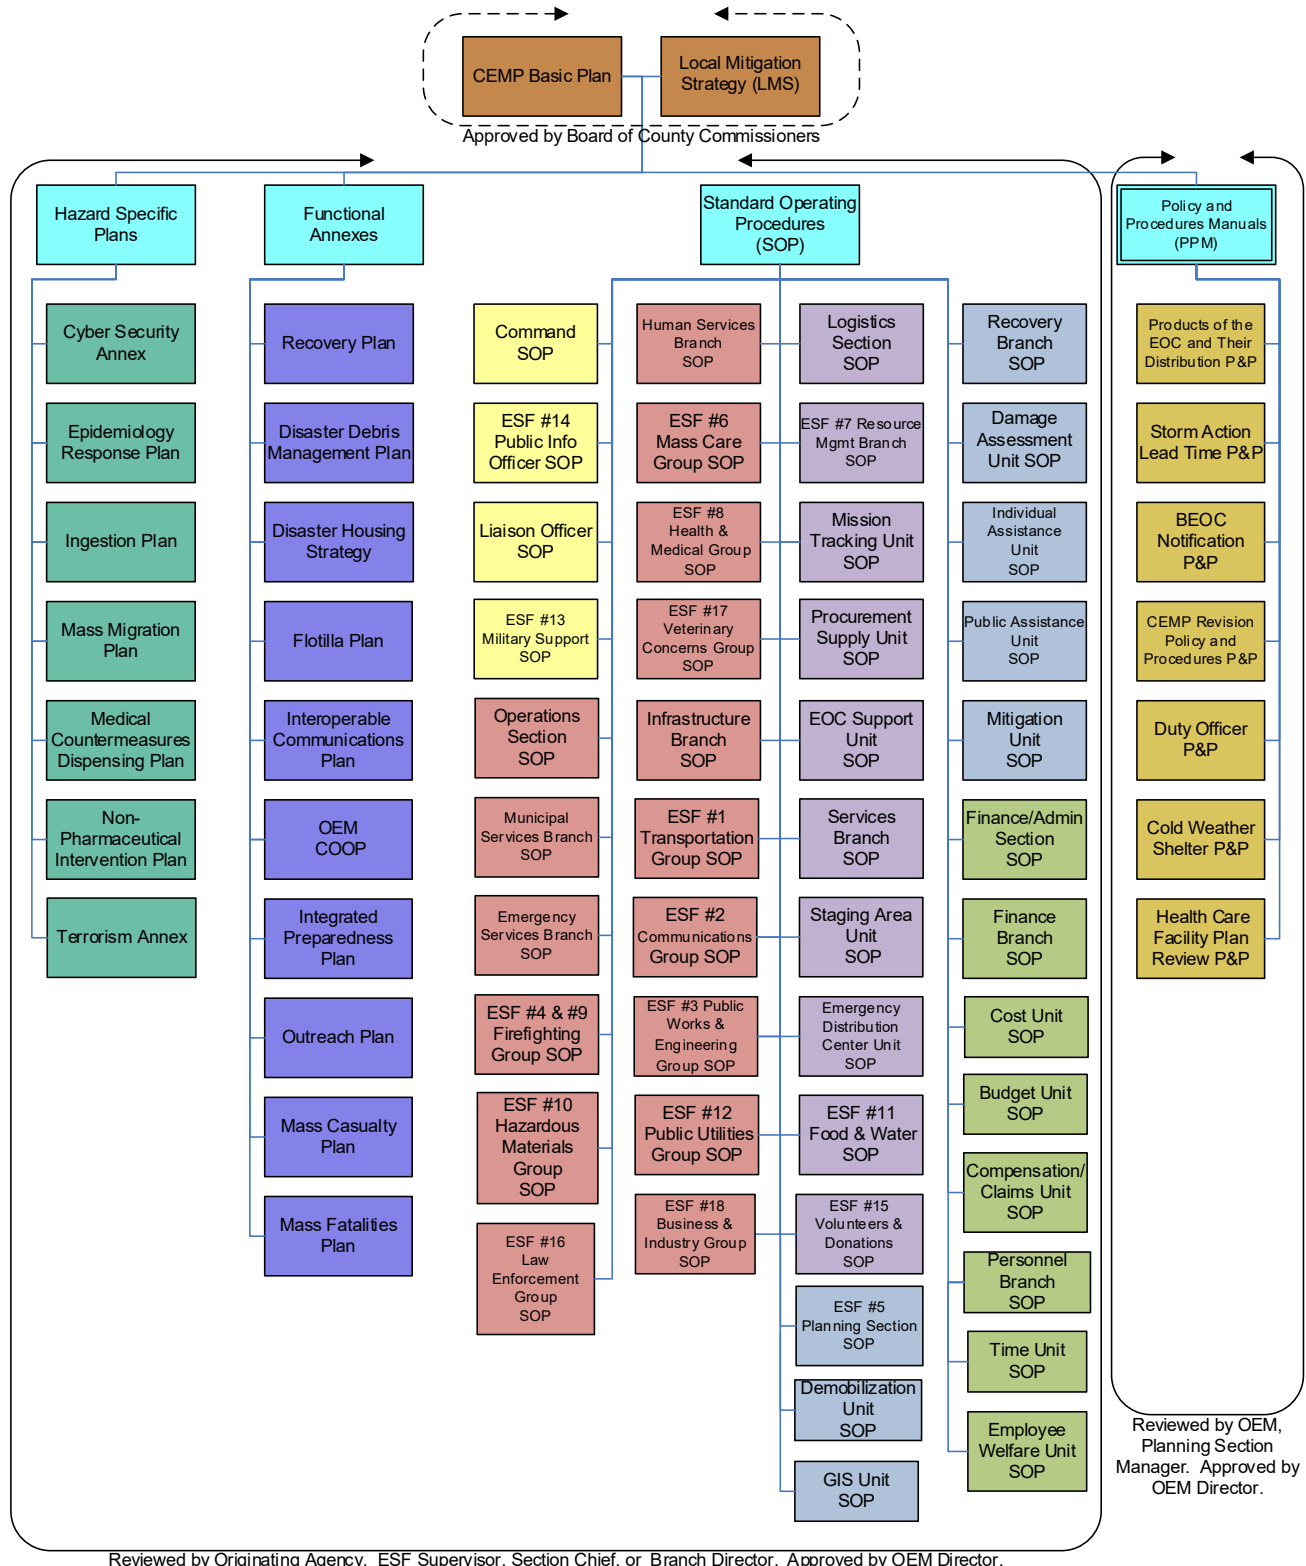 CEMP Basic Plan
Local Mitigation
Strategy (LMS)
Approved by Board of County Commissioners
Hazard Specific
Plans
Functional
Annexes
Standard Operating
Procedures
(SOP)
Policy and
Procedures Manuals
(PPM)
Cyber Security
Annex
Epidemiology
Response Plan
Ingestion Plan
Mass Migration
Plan
Medical
Countermeasures
Dispensing Plan
Non-
Pharmaceutical
Intervention Plan
Terrorism Annex
Recovery Plan
Disaster Debris
Management Plan
Disaster Housing
Strategy
Flotilla Plan
Interoperable
Communications
Plan
OEM
COOP
Integrated
Preparedness
Plan
Outreach Plan
Mass Casualty
Plan
Mass Fatalities
Plan
Command
SOP
ESF #14
Public Info
Officer SOP
Liaison Officer
SOP
ESF #13
Military Support
SOP
Operations
Section
SOP
Municipal
Services Branch
SOP
Emergency
Services Branch
SOP
ESF #4 & #9
Firefighting
Group SOP
ESF #10
Hazardous
Materials
Group
SOP
ESF #16
Law
Enforcement
Group
SOP
Human Services
Branch
SOP
ESF #6
Mass Care
Group SOP
ESF #8
Health &
Medical Group
SOP
ESF #17
Veterinary
Concerns Group
SOP
Infrastructure
Branch
SOP
ESF #1
Transportation
Group SOP
ESF #2
Communications
Group SOP
ESF #3 Public
Works &
Engineering
Group SOP
ESF #12
Public Utilities
Group SOP
ESF #18
Business &
Industry Group
SOP
Logistics
Section
SOP
ESF #7 Resource
Mgmt Branch
SOP
Mission
Tracking Unit
SOP
Procurement
Supply Unit
SOP
EOC Support
Unit
SOP
Services
Branch
SOP
Staging Area
Unit
SOP
Emergency
Distribution
Center Unit
SOP
ESF #11
Food & Water
SOP
ESF #15
Volunteers &
Donations
SOP
ESF #5
Planning Section
SOP
Demobilization
Unit
SOP
GIS Unit
SOP
Recovery
Branch
SOP
Damage
Assessment
Unit SOP
Individual
Assistance
Unit
SOP
Public Assistance
Unit
SOP
Mitigation
Unit
SOP
Finance/Admin
Section
SOP
Finance
Branch
SOP
Cost Unit
SOP
Budget Unit
SOP
Compensation/
Claims Unit
SOP
Personnel
Branch
SOP
Time Unit
SOP
Employee
Welfare Unit
SOP
Products of the
EOC and Their
Distribution P&P
Storm Action
Lead Time P&P
BEOC
Notification
P&P
CEMP Revision
Policy and
Procedures P&P
Duty Officer
P&P
Cold Weather
Shelter P&P
Health Care
Facility Plan
Review P&P
Reviewed by OEM,
Planning Section
Manager. Approved by
OEM Director.
Reviewed by Originating Agency, ESF Supervisor, Section Chief, or Branch Director. Approved by OEM Director.